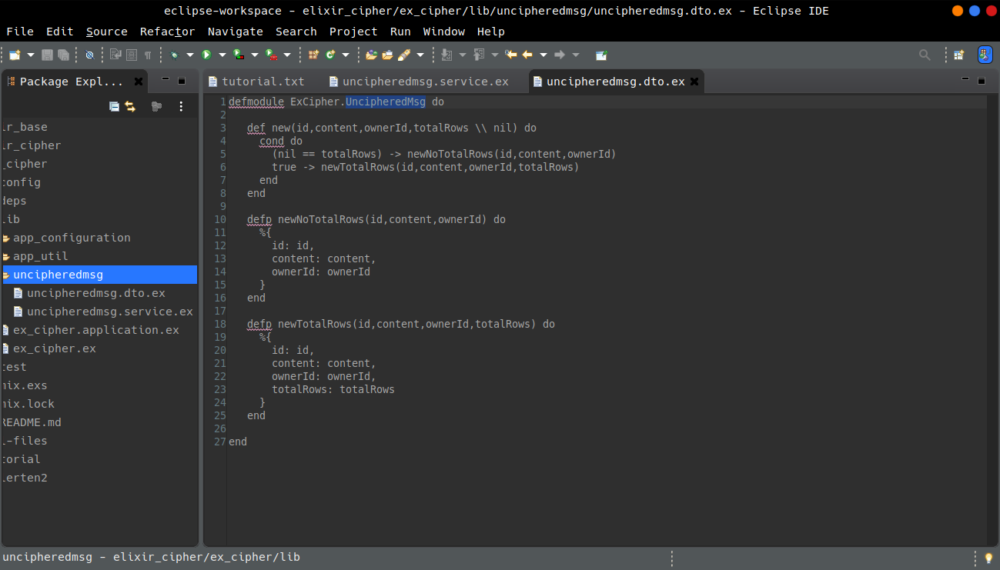 eclipse-workspace - elixir_cipher/ex_cipher/lib/uncipheredmsg/uncipheredmsg.dto.ex - Eclipse IDE
File Edit Source Refactor Navigate Search Project Run Window Help
Package Expl...
tutorial.txt uncipheredmsg.service.ex uncipheredmsg.dto.ex
ir_base
ir_cipher
_cipher
config
deps
lib
app_configuration
app_util
uncipheredmsg
uncipheredmsg.dto.ex
uncipheredmsg.service.ex
ex_cipher.application.ex
ex_cipher.ex
test
mix.exs
mix.lock
README.md
l-files
torial
lerten2
1 defmodule ExCipher.UncipheredMsg do
2
3    def new(id,content,ownerId,totalRows \\ nil) do
4      cond do
5        (nil == totalRows) -> newNoTotalRows(id,content,ownerId)
6        true -> newTotalRows(id,content,ownerId,totalRows)
7      end
8    end
9
10    defp newNoTotalRows(id,content,ownerId) do
11      %{
12        id: id,
13        content: content,
14        ownerId: ownerId
15      }
16    end
17
18    defp newTotalRows(id,content,ownerId,totalRows) do
19      %{
20        id: id,
21        content: content,
22        ownerId: ownerId,
23        totalRows: totalRows
24      }
25    end
26
27 end
uncipheredmsg - elixir_cipher/ex_cipher/lib